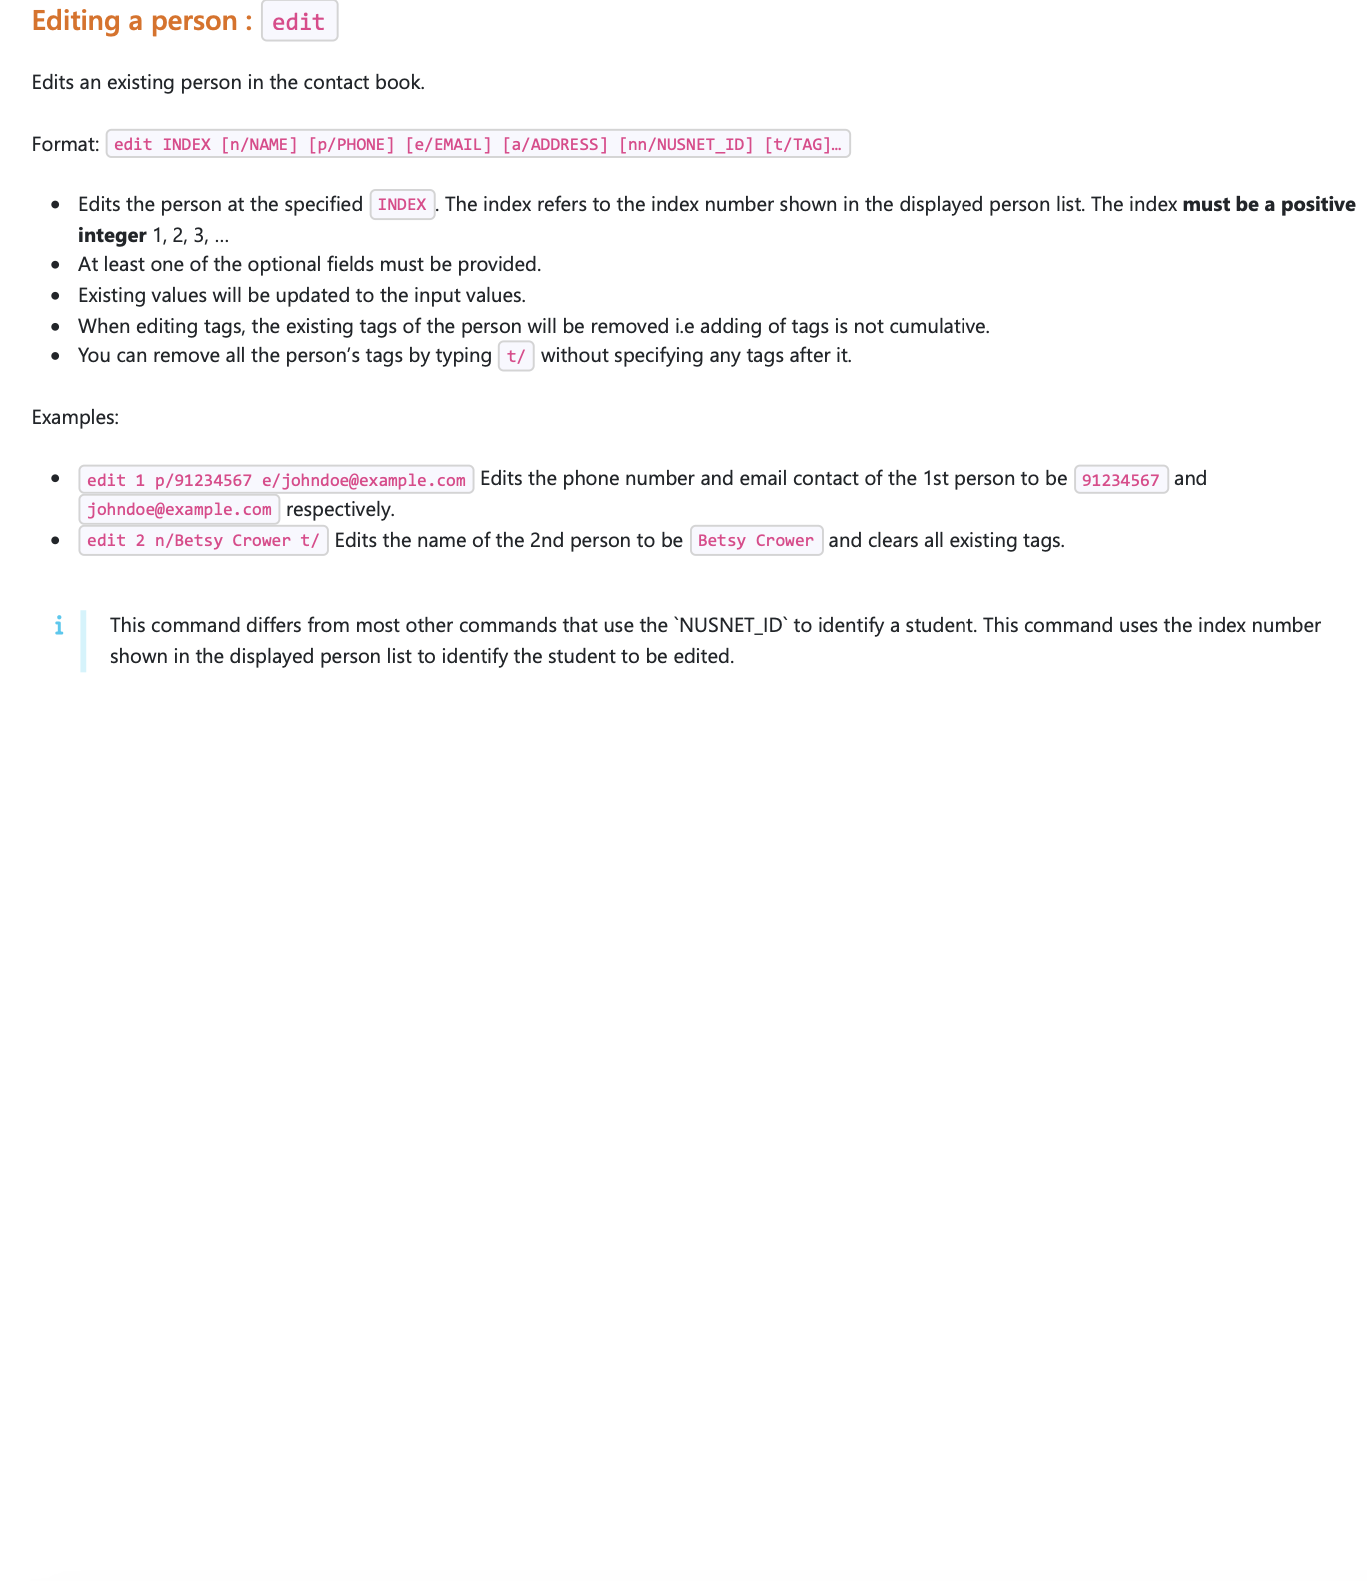 Editing a person : edit
Edits an existing person in the contact book.
Format: edit INDEX [n/NAME] [p/PHONE] [e/EMAIL] [a/ADDRESS] [nn/NUSNET_ID] [t/TAG]…
• Edits the person at the specified INDEX. The index refers to the index number shown in the displayed person list. The index must be a positive
integer 1, 2, 3, …
• At least one of the optional fields must be provided.
• Existing values will be updated to the input values.
• When editing tags, the existing tags of the person will be removed i.e adding of tags is not cumulative.
• You can remove all the person’s tags by typing t/ without specifying any tags after it.
Examples:
• edit 1 p/91234567 e/johndoe@example.com Edits the phone number and email contact of the 1st person to be 91234567 and
johndoe@example.com respectively.
• edit 2 n/Betsy Crower t/ Edits the name of the 2nd person to be Betsy Crower and clears all existing tags.
i This command differs from most other commands that use the `NUSNET_ID` to identify a student. This command uses the index number
shown in the displayed person list to identify the student to be edited.